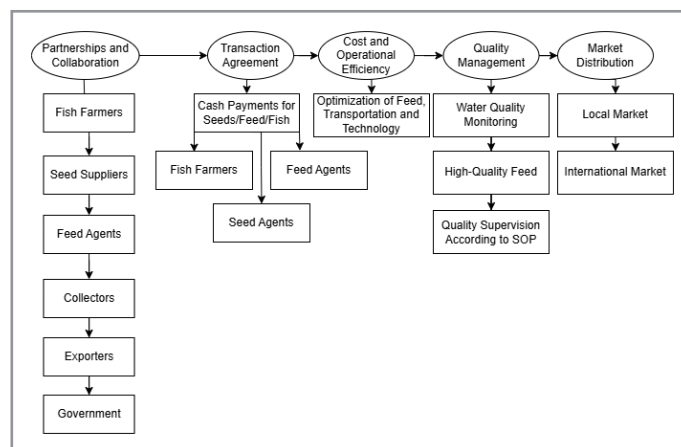 Partnerships and
Collaboration
Transaction
Agreement
Cost and
Operational
Efficiency
Quality
Management
Market
Distribution
Fish Farmers
Seed Suppliers
Feed Agents
Collectors
Exporters
Government
Cash Payments for
Seeds/Feed/Fish
Fish Farmers
Feed Agents
Seed Agents
Optimization of Feed,
Transportation and
Technology
Water Quality
Monitoring
High-Quality Feed
Quality Supervision
According to SOP
Local Market
International Market